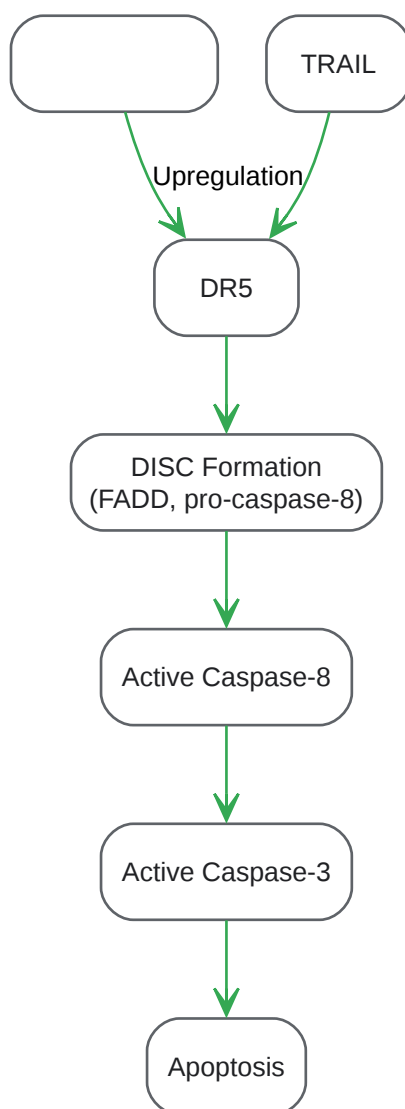 TRAIL
Upregulation
DR5
DISC Formation
(FADD, pro-caspase-8)
Active Caspase-8
Active Caspase-3
Apoptosis